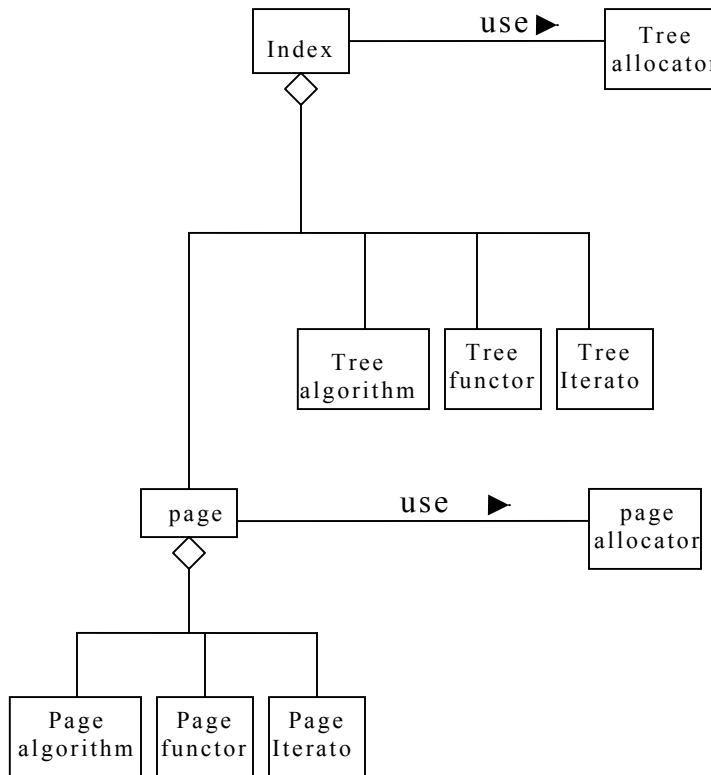 Index
use
Tree
allocator
Tree
algorithm
Tree
functor
Tree
Iterato
page
use
page
allocator
Page
algorithm
Page
functor
Page
Iterato